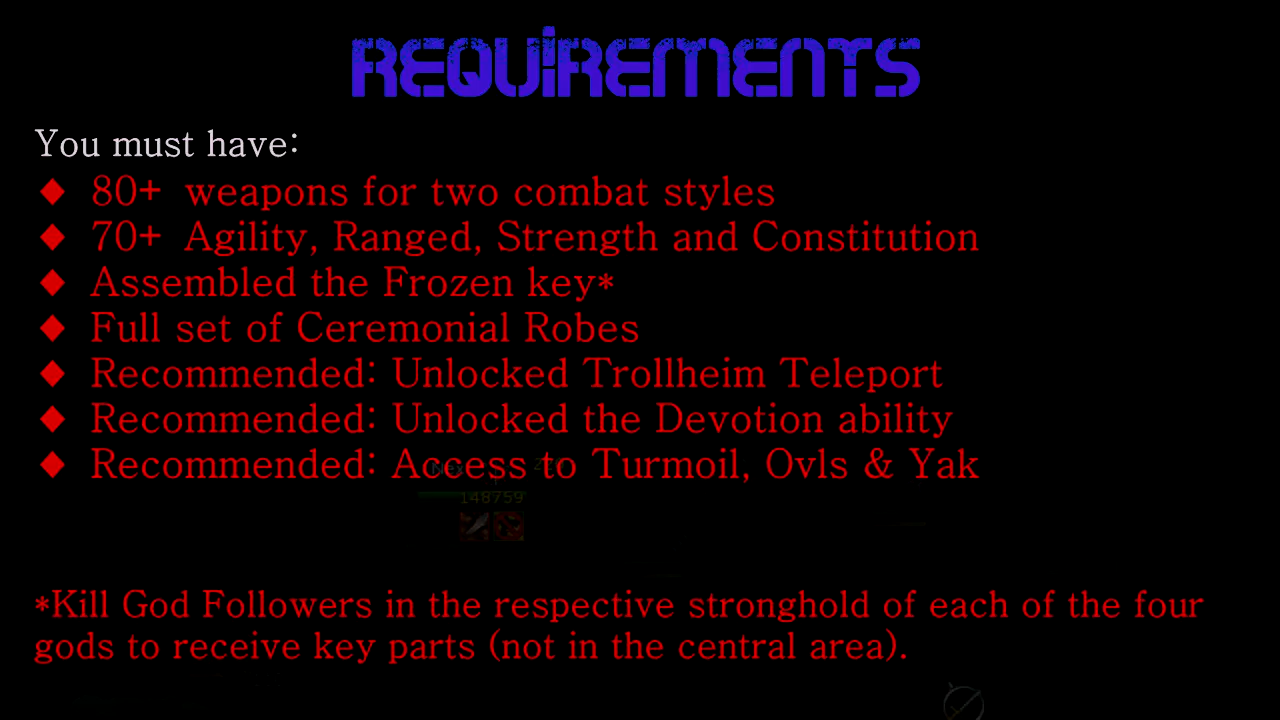 REQUIREMENTS
You must have:
◆ 80+ weapons for two combat styles
◆ 70+ Agility, Ranged, Strength and Constitution
◆ Assembled the Frozen key*
◆ Full set of Ceremonial Robes
◆ Recommended: Unlocked Trollheim Teleport
◆ Recommended: Unlocked the Devotion ability
◆ Recommended: Access to Turmoil, Ovls & Yak
Nex
148759
*Kill God Followers in the respective stronghold of each of the four
gods to receive key parts (not in the central area).